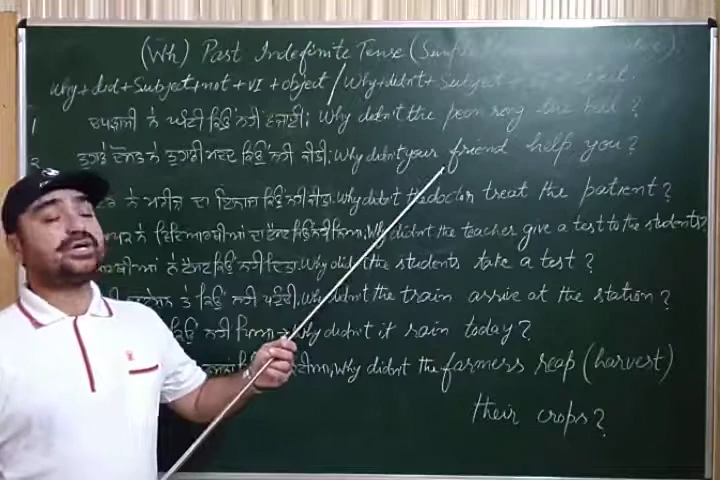 (Wh) Past Indefinite Tense (Simple
Why + did + Subject + not + VI + object / Why + didn't + Subject +
1 ਚਪੜਾਸੀ ਨੇ ਘੰਟੀ ਕਿਉਂ ਨਹੀਂ ਵਜਾਈ: Why didn't the peon rang the bell?
2 ਤੁਹਾਡੇ ਦੋਸਤ ਨੇ ਤੁਹਾਡੀ ਮਦਦ ਕਿਉਂ ਨਹੀਂ ਕੀਤੀ: Why didn't your friend help you?
ਨੇ ਮਰੀਜ਼ ਦਾ ਇਲਾਜ ਕਿਉਂ ਨਹੀਂ ਕੀਤਾ. Why didn't the doctor treat the patient?
ਨੇ ਵਿਦਿਆਰਥੀਆਂ ਦਾ ਟੈਸਟ ਕਿਉਂ ਨਹੀਂ ਲਿਆ, Why didn't the teacher give a test to the students?
ਨੇ ਟੈਸਟ ਕਿਉਂ ਨਹੀਂ ਦਿਤਾ. Why did't the students take a test?
ਤੇ ਕਿਉਂ ਨਹੀਂ ਪਹੁੰਚੀ, Why didn't the train arrive at the station?
ਕਿਉਂ ਨਹੀਂ Why didn't it rain today?
Why didn't the farmers reap (harvest)
their crops?